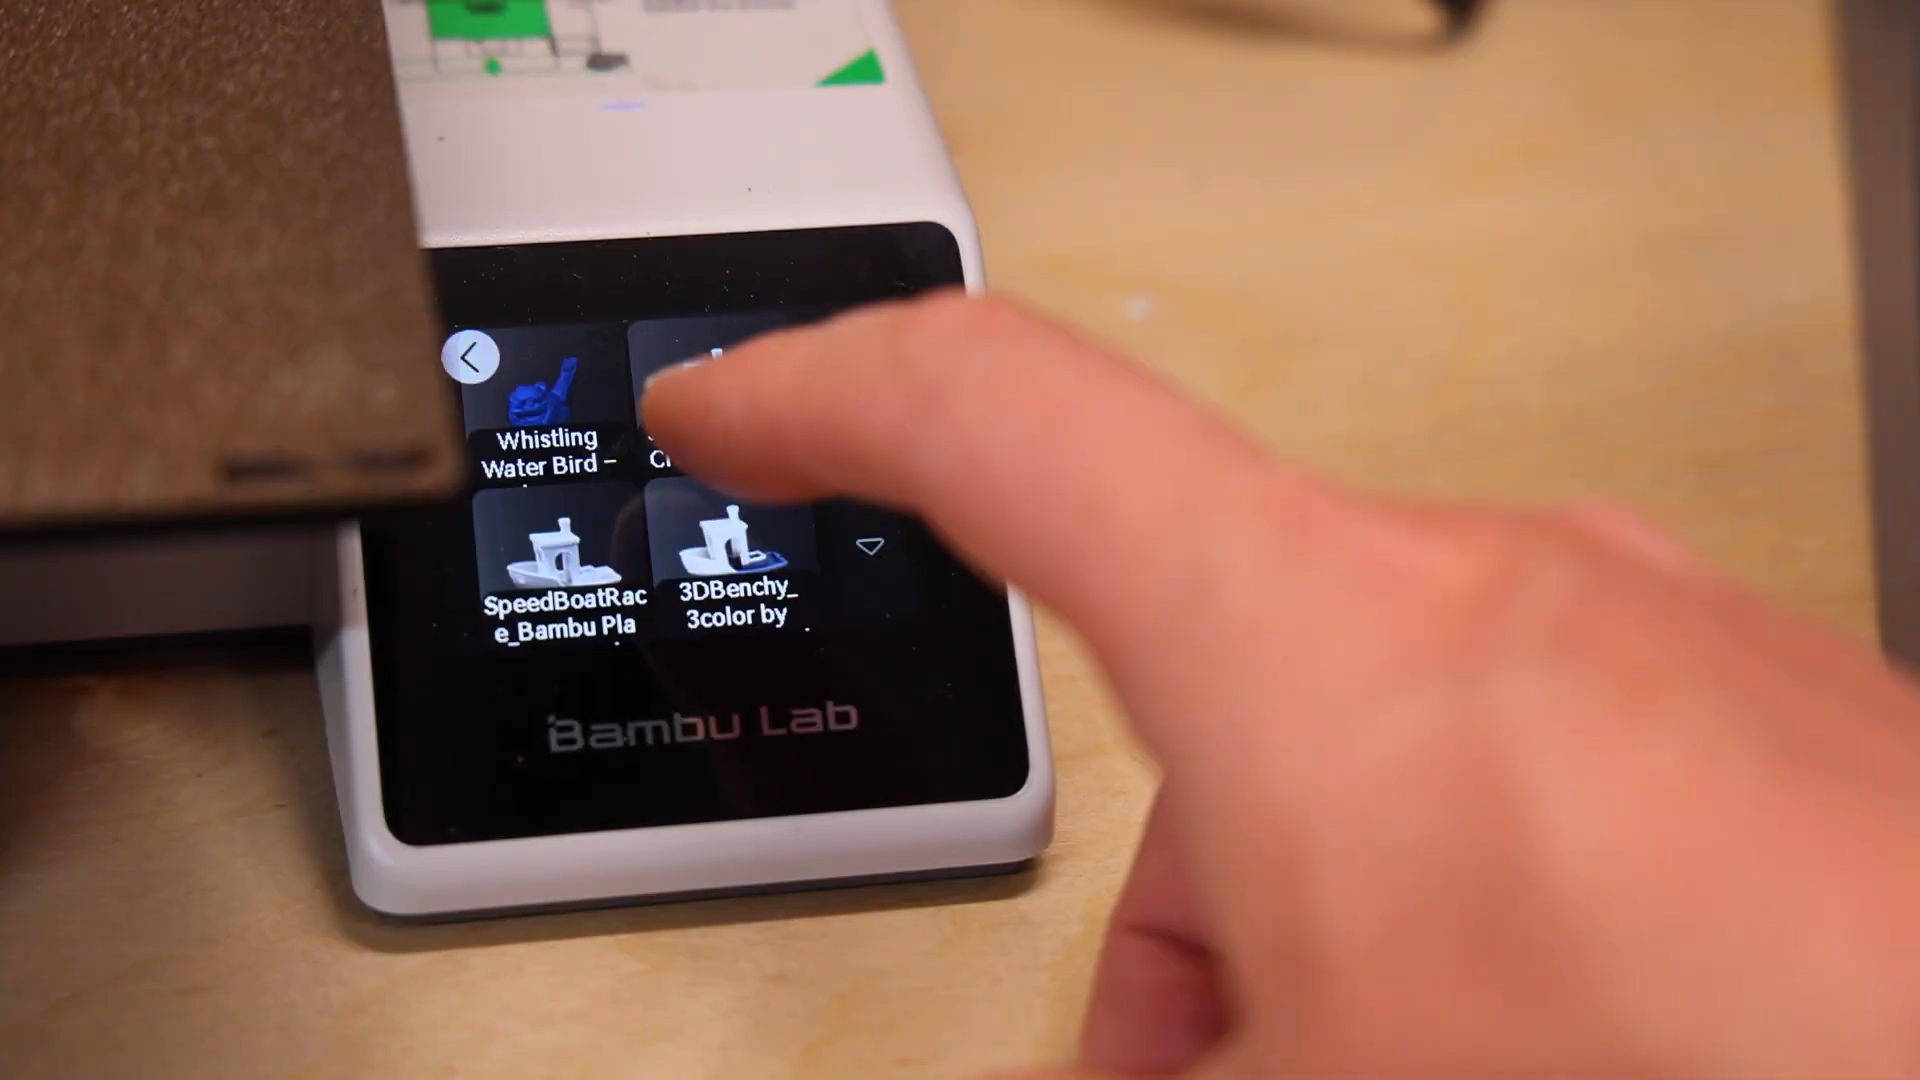 Whistling
Water Bird –
SpeedBoatRac
e_Bambu Pla
3DBenchy_
3color by
Bambu Lab